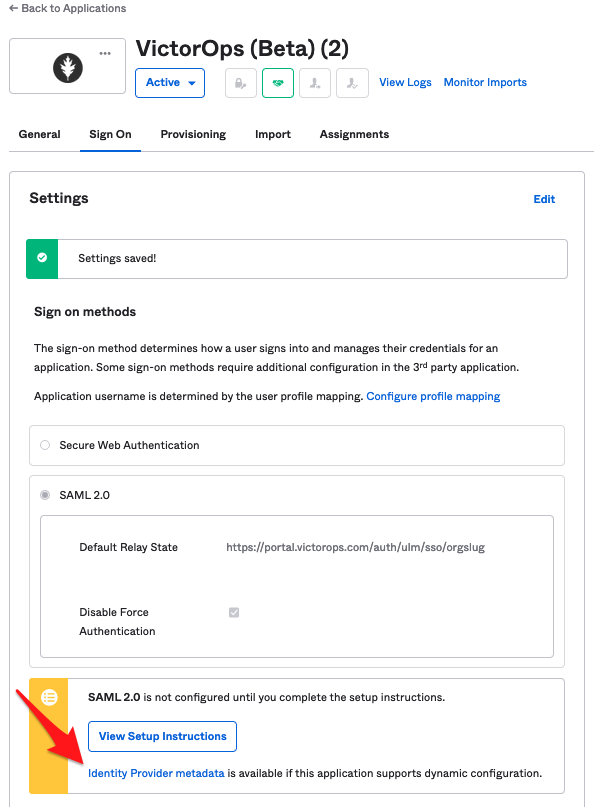 ← Back to Applications
VictorOps (Beta) (2)
Active
View Logs
Monitor Imports
General
Sign On
Provisioning
Import
Assignments
Settings
Edit
Settings saved!
Sign on methods
The sign-on method determines how a user signs into and manages their credentials for an
application. Some sign-on methods require additional configuration in the 3rd party application.
Application username is determined by the user profile mapping. Configure profile mapping
Secure Web Authentication
SAML 2.0
Default Relay State
https://portal.victorops.com/auth/ulm/sso/orgslug
Disable Force
Authentication
SAML 2.0 is not configured until you complete the setup instructions.
View Setup Instructions
Identity Provider metadata is available if this application supports dynamic configuration.